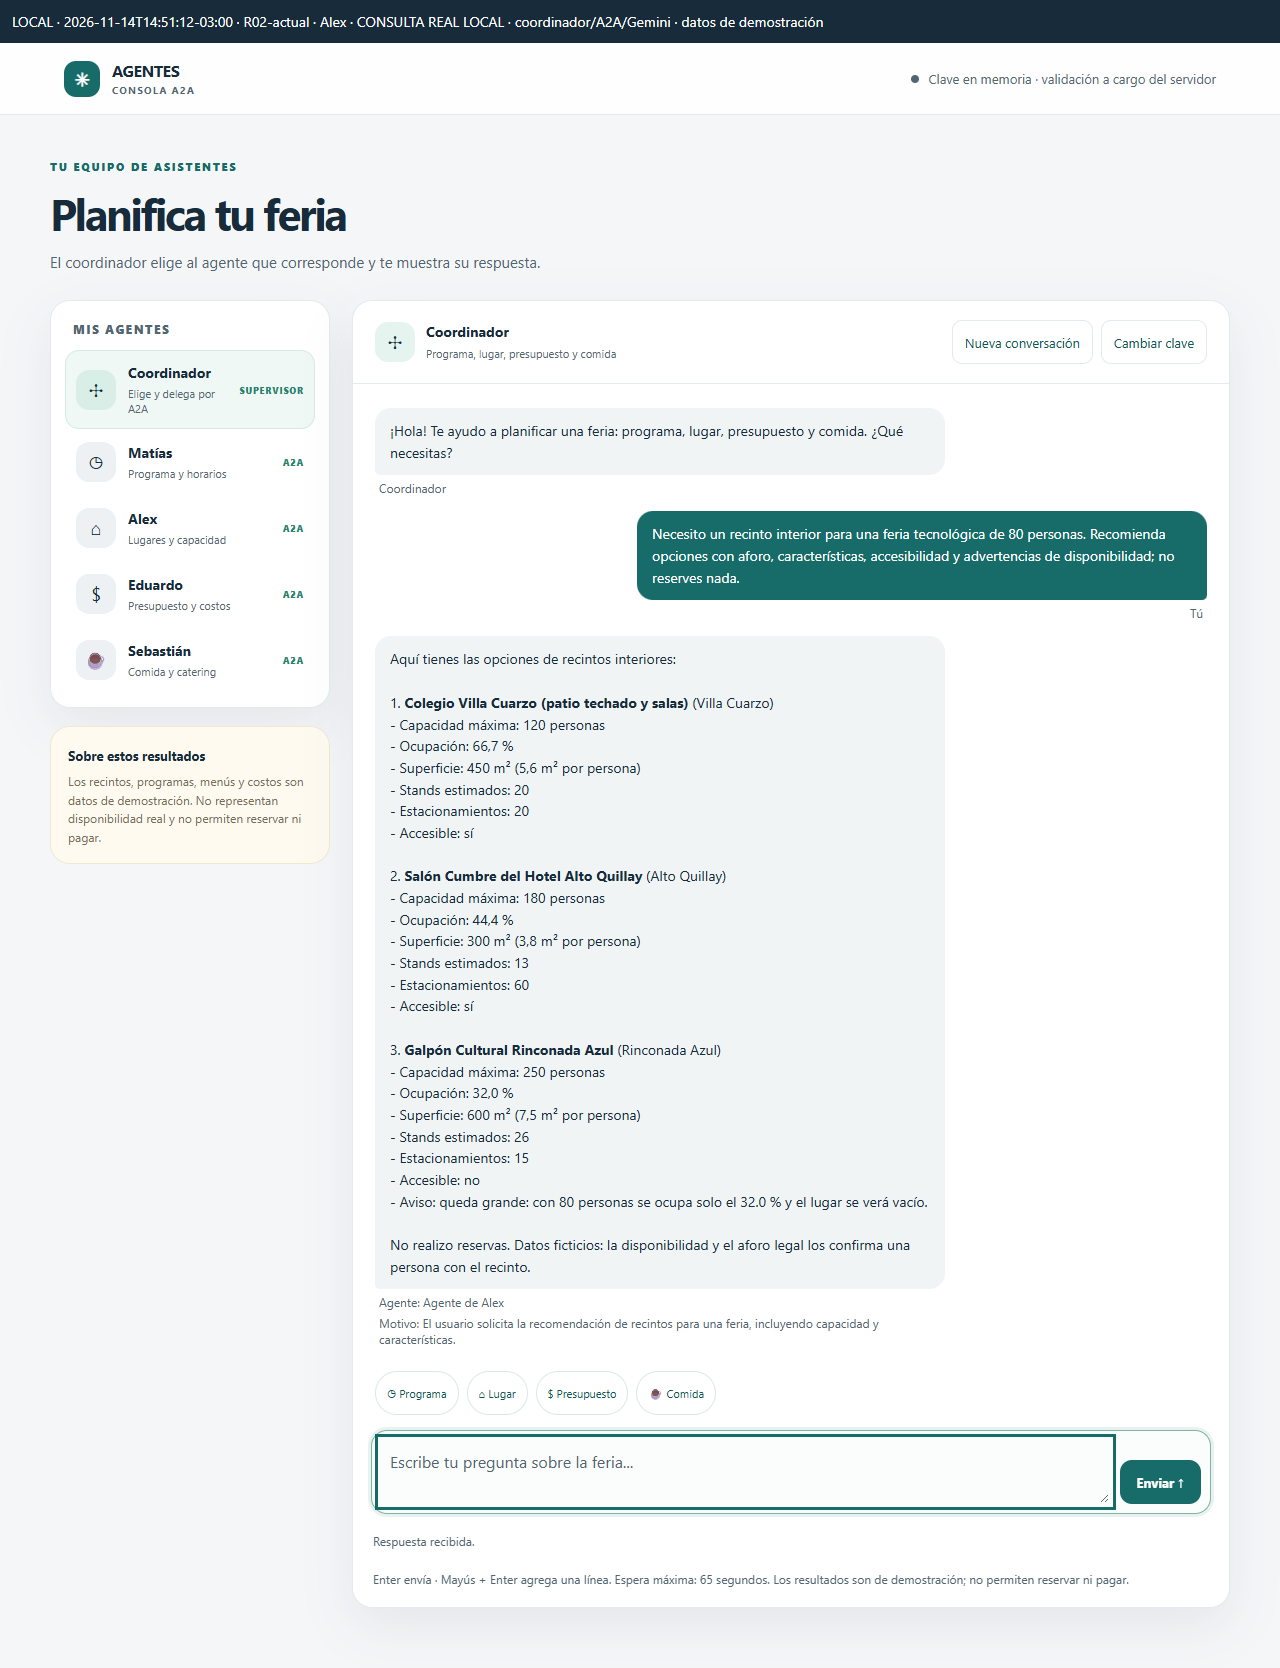 LOCAL · 2026-11-14T14:51:12-03:00 · R02-actual · Alex · CONSULTA REAL LOCAL · coordinador/A2A/Gemini · datos de demostración
AGENTES
CONSOLA A2A
Clave en memoria · validación a cargo del servidor
TU EQUIPO DE ASISTENTES
Planifica tu feria
El coordinador elige al agente que corresponde y te muestra su respuesta.
MIS AGENTES
Coordinador
Elige y delega por
A2A
SUPERVISOR
Matías
Programa y horarios
A2A
Alex
Lugares y capacidad
A2A
$
Eduardo
Presupuesto y costos
A2A
Sebastián
Comida y catering
A2A
Sobre estos resultados
Los recintos, programas, menús y costos son
datos de demostración. No representan
disponibilidad real y no permiten reservar ni
pagar.
Coordinador
Programa, lugar, presupuesto y comida
Nueva conversación
Cambiar clave
¡Hola! Te ayudo a planificar una feria: programa, lugar, presupuesto y comida. ¿Qué
necesitas?
Coordinador
Necesito un recinto interior para una feria tecnológica de 80 personas. Recomienda
opciones con aforo, características, accesibilidad y advertencias de disponibilidad; no
reserves nada.
Tú
Aquí tienes las opciones de recintos interiores:
1. Colegio Villa Cuarzo (patio techado y salas) (Villa Cuarzo)
- Capacidad máxima: 120 personas
- Ocupación: 66,7 %
- Superficie: 450 m² (5,6 m² por persona)
- Stands estimados: 20
- Estacionamientos: 20
- Accesible: sí
2. Salón Cumbre del Hotel Alto Quillay (Alto Quillay)
- Capacidad máxima: 180 personas
- Ocupación: 44,4 %
- Superficie: 300 m² (3,8 m² por persona)
- Stands estimados: 13
- Estacionamientos: 60
- Accesible: sí
3. Galpón Cultural Rinconada Azul (Rinconada Azul)
- Capacidad máxima: 250 personas
- Ocupación: 32,0 %
- Superficie: 600 m² (7,5 m² por persona)
- Stands estimados: 26
- Estacionamientos: 15
- Accesible: no
- Aviso: queda grande: con 80 personas se ocupa solo el 32.0 % y el lugar se verá vacío.
No realizo reservas. Datos ficticios: la disponibilidad y el aforo legal los confirma una
persona con el recinto.
Agente: Agente de Alex
Motivo: El usuario solicita la recomendación de recintos para una feria, incluyendo capacidad y
características.
Programa
Lugar
$ Presupuesto
Comida
Escribe tu pregunta sobre la feria...
Enviar ↑
Respuesta recibida.
Enter envía · Mayús + Enter agrega una línea. Espera máxima: 65 segundos. Los resultados son de demostración; no permiten reservar ni pagar.